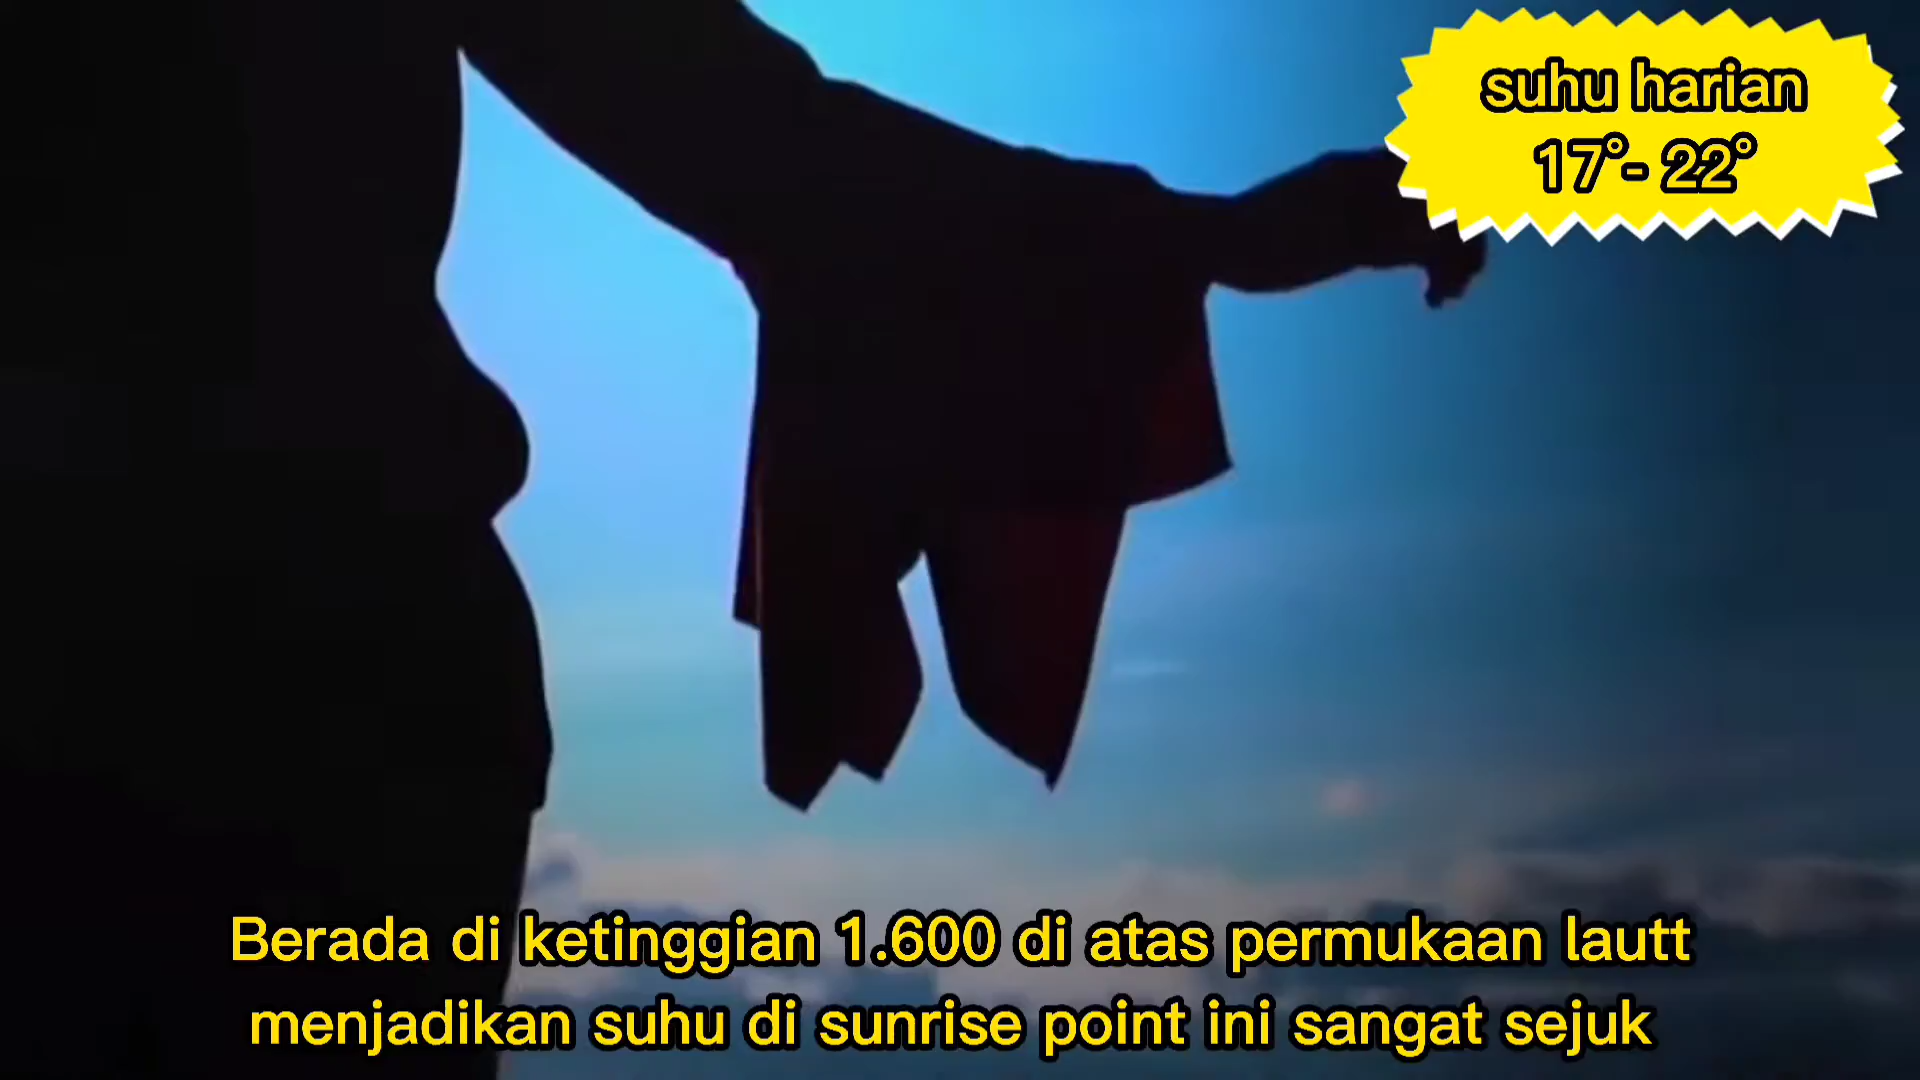 suhu harian
17°- 22°
Berada di ketinggian 1.600 di atas permukaan lautt
menjadikan suhu di sunrise point ini sangat sejuk